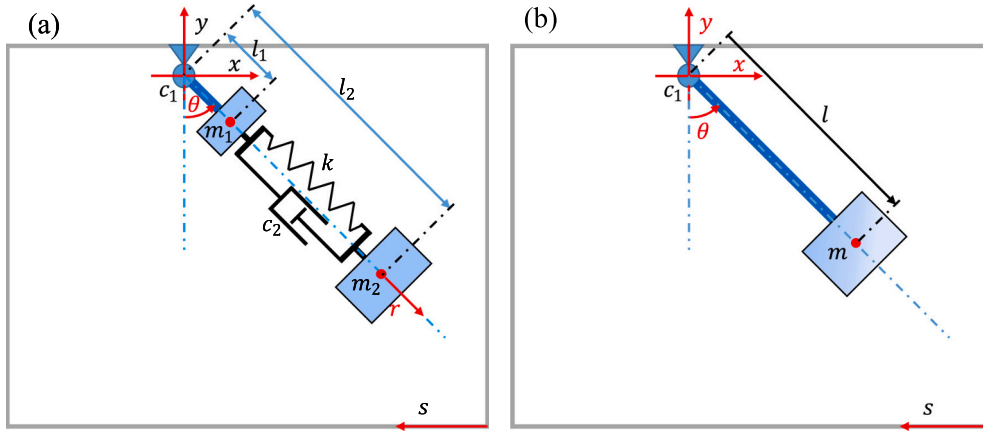 (a)
y
x
c₁
θ
l₁
l₂
m₁
k
c₂
m₂
r
s
(b)
y
x
c₁
θ
l
m
s